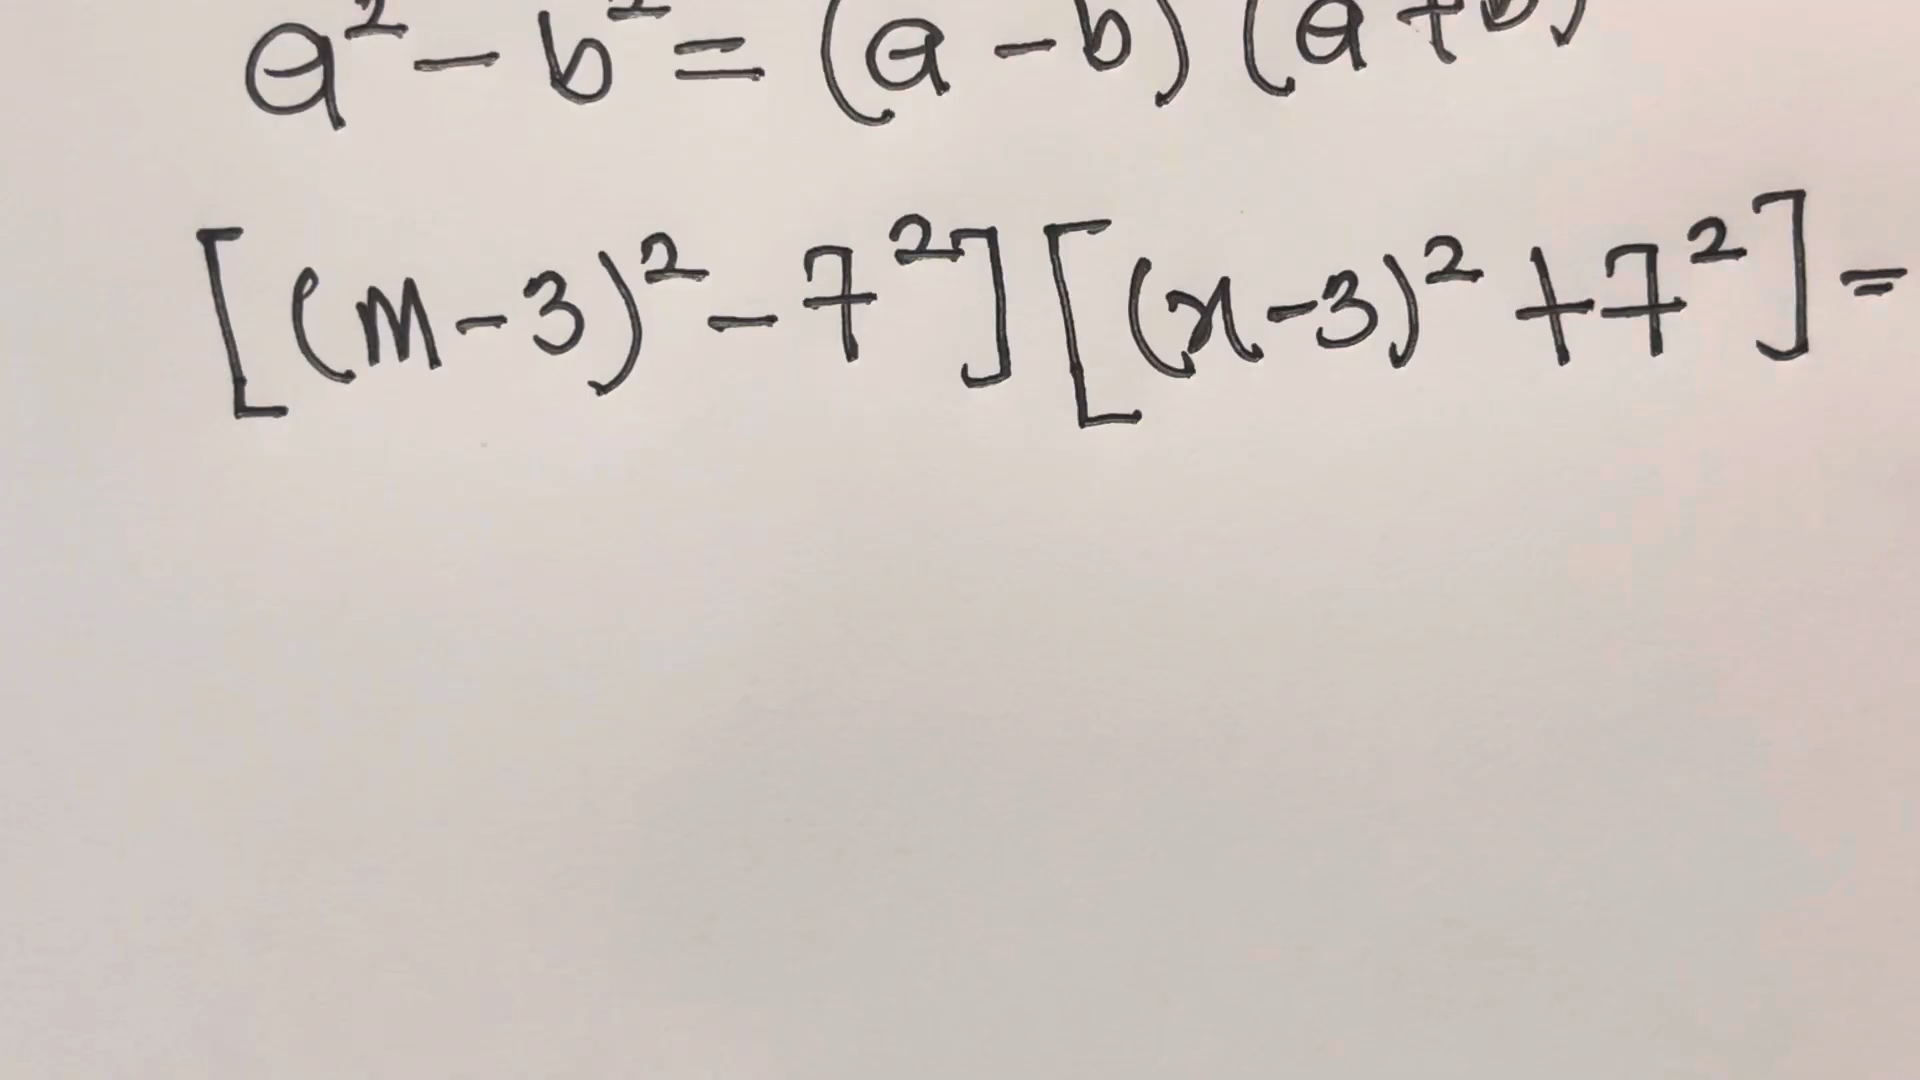 a² - b² = (a - b) (a + b)
[(m - 3)² - 7²] [(x - 3)² + 7²] =